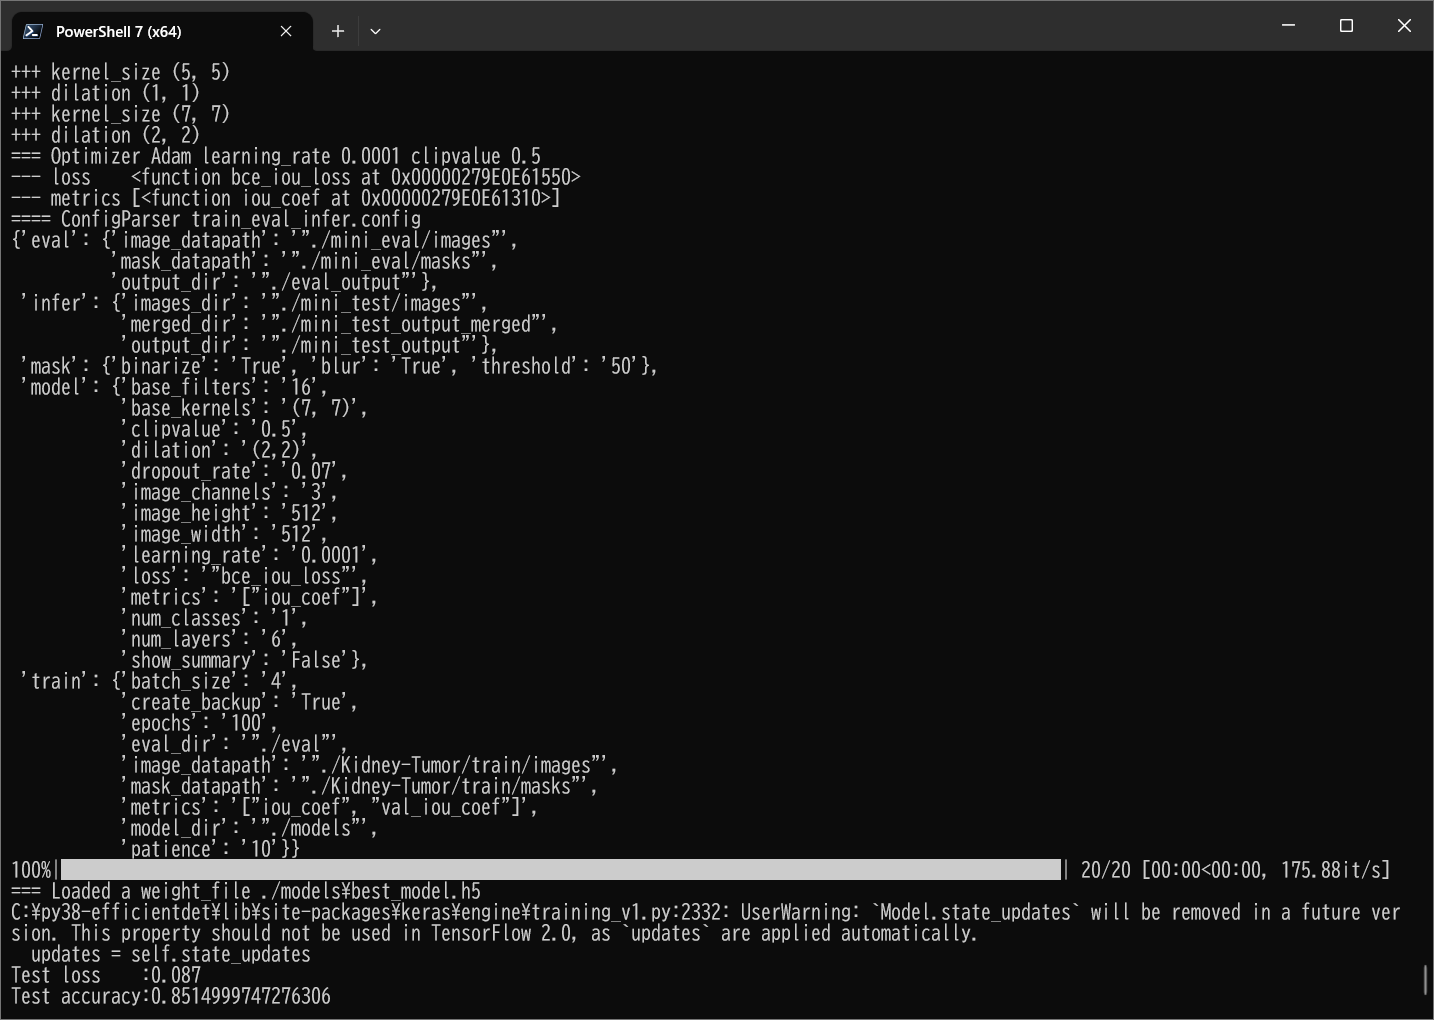 PowerShell 7 (x64)
+++ kernel_size (5, 5)
+++ dilation (1, 1)
+++ kernel_size (7, 7)
+++ dilation (2, 2)
=== Optimizer Adam learning_rate 0.0001 clipvalue 0.5
--- loss    <function bce_iou_loss at 0x00000279E0E61550>
--- metrics [<function iou_coef at 0x00000279E0E61310>]
==== ConfigParser train_eval_infer.config
{'eval': {'image_datapath': '"./mini_eval/images"',
          'mask_datapath': '"./mini_eval/masks"',
          'output_dir': '"./eval_output"'},
 'infer': {'images_dir': '"./mini_test/images"',
           'merged_dir': '"./mini_test_output_merged"',
           'output_dir': '"./mini_test_output"'},
 'mask': {'binarize': 'True', 'blur': 'True', 'threshold': '50'},
 'model': {'base_filters': '16',
           'base_kernels': '(7, 7)',
           'clipvalue': '0.5',
           'dilation': '(2,2)',
           'dropout_rate': '0.07',
           'image_channels': '3',
           'image_height': '512',
           'image_width': '512',
           'learning_rate': '0.0001',
           'loss': '"bce_iou_loss"',
           'metrics': '["iou_coef"]',
           'num_classes': '1',
           'num_layers': '6',
           'show_summary': 'False'},
 'train': {'batch_size': '4',
           'create_backup': 'True',
           'epochs': '100',
           'eval_dir': '"./eval"',
           'image_datapath': '"./Kidney-Tumor/train/images"',
           'mask_datapath': '"./Kidney-Tumor/train/masks"',
           'metrics': '["iou_coef", "val_iou_coef"]',
           'model_dir': '"./models"',
           'patience': '10'}}
100%|██████████| 20/20 [00:00<00:00, 175.88it/s]
=== Loaded a weight_file ./models¥best_model.h5
C:¥py38-efficientdet¥lib¥site-packages¥keras¥engine¥training_v1.py:2332: UserWarning: `Model.state_updates` will be removed in a future ver
sion. This property should not be used in TensorFlow 2.0, as `updates` are applied automatically.
  updates = self.state_updates
Test loss    :0.087
Test accuracy:0.8514999747276306